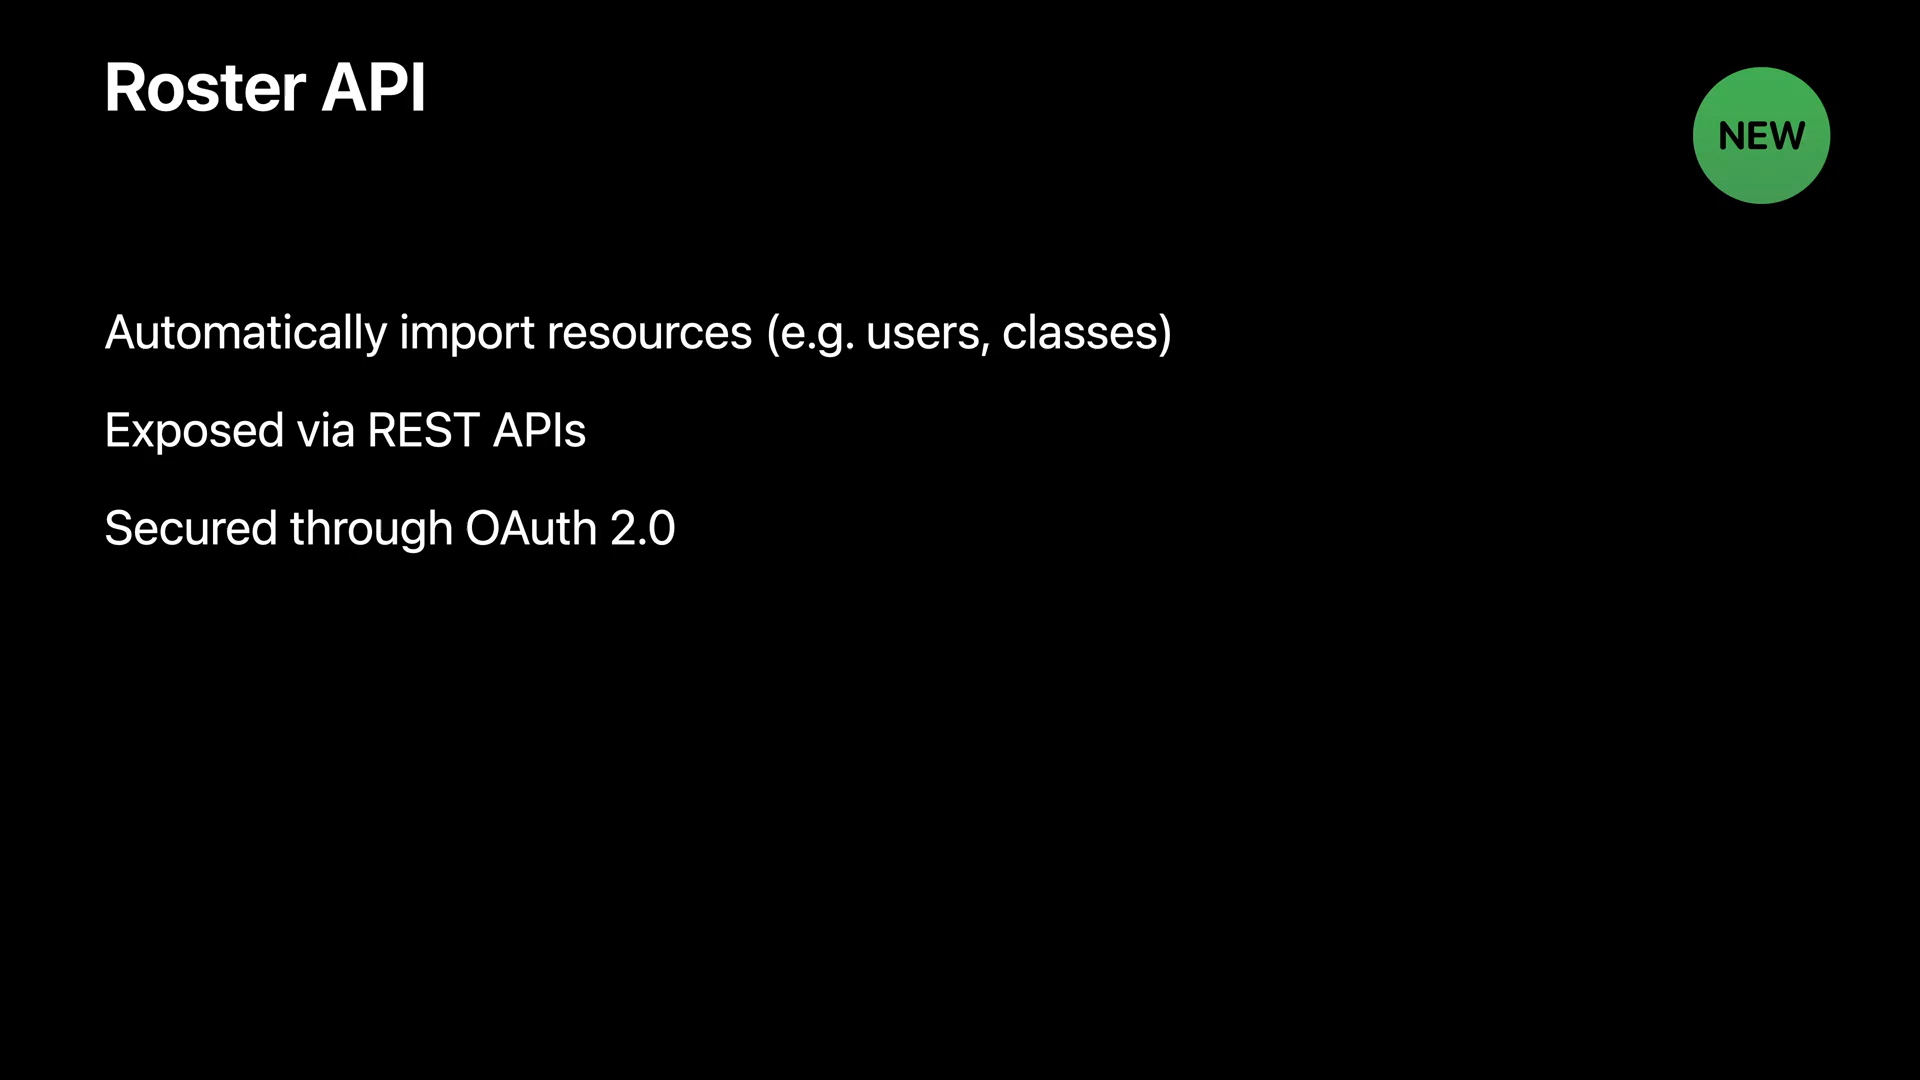 Roster API
NEW
Automatically import resources (e.g. users, classes)
Exposed via REST APIs
Secured through OAuth 2.0